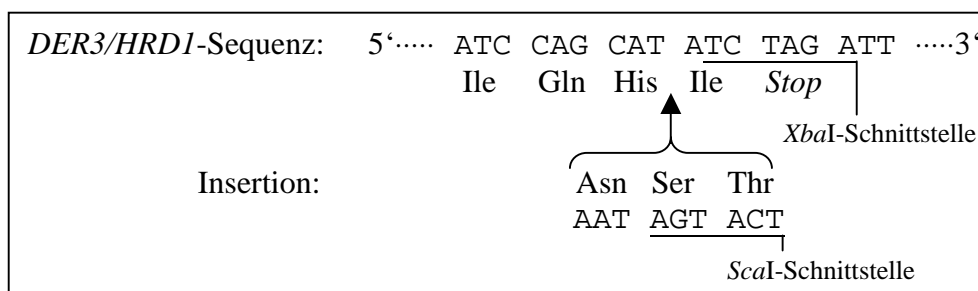 DER3/HRD1-Sequenz: 5‘····· ATC CAG CAT ATC TAG ATT ·····3‘
Ile Gln His Ile Stop
XbaI-Schnittstelle
Insertion: Asn Ser Thr
AAT AGT ACT
ScaI-Schnittstelle